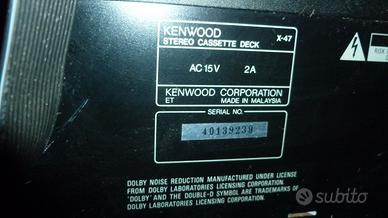 KENWOOD X-47
STEREO CASSETTE DECK
AC 15V 2A
KENWOOD CORPORATION
ET MADE IN MALAYSIA
SERIAL NO.
40139239
DOLBY NOISE REDUCTION MANUFACTURED UNDER LICENSE
FROM DOLBY LABORATORIES LICENSING CORPORATION.
'DOLBY' AND THE DOUBLE-D SYMBOL ARE TRADEMARKS OF
DOLBY LABORATORIES LICENSING CORPORATION.
RISK
subito